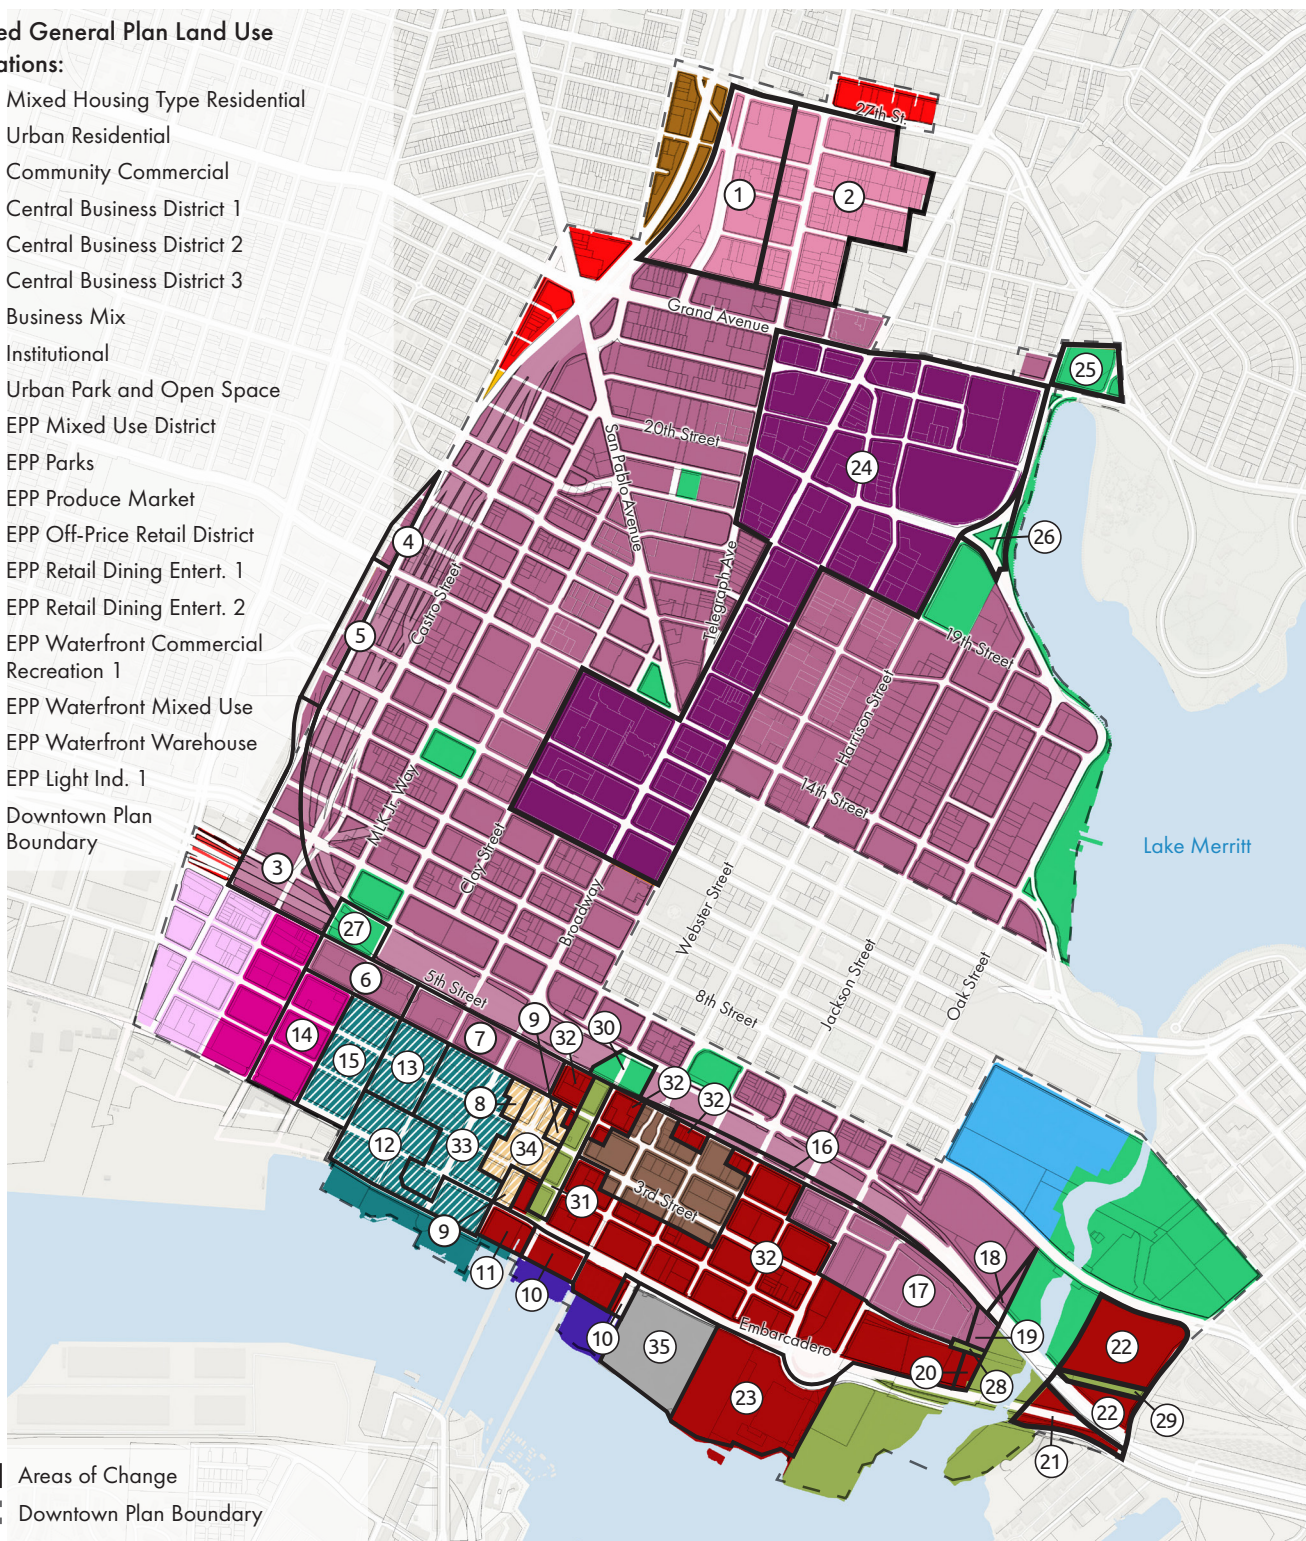 ed General Plan Land Use
ations:
Mixed Housing Type Residential
Urban Residential
Community Commercial
Central Business District 1
Central Business District 2
Central Business District 3
Business Mix
Institutional
Urban Park and Open Space
EPP Mixed Use District
EPP Parks
EPP Produce Market
EPP Off-Price Retail District
EPP Retail Dining Entert. 1
EPP Retail Dining Entert. 2
EPP Waterfront Commercial
Recreation 1
EPP Waterfront Mixed Use
EPP Waterfront Warehouse
EPP Light Ind. 1
Downtown Plan
Boundary
27th St.
1
2
Grand Avenue
25
20th Street
San Pablo Avenue
24
26
4
Telegraph Ave
Castro Street
5
19th Street
Harrison Street
14th Street
MLK Jr. Way
Clay Street
Lake Merritt
3
Broadway
Webster Street
27
Jackson Street
Oak Street
6
5th Street
8th Street
9
30
32
7
14
15
13
32
32
8
12
33
34
16
3rd Street
31
9
32
18
11
17
10
10
Embarcadero
35
19
22
20
28
23
22
29
21
Areas of Change
Downtown Plan Boundary